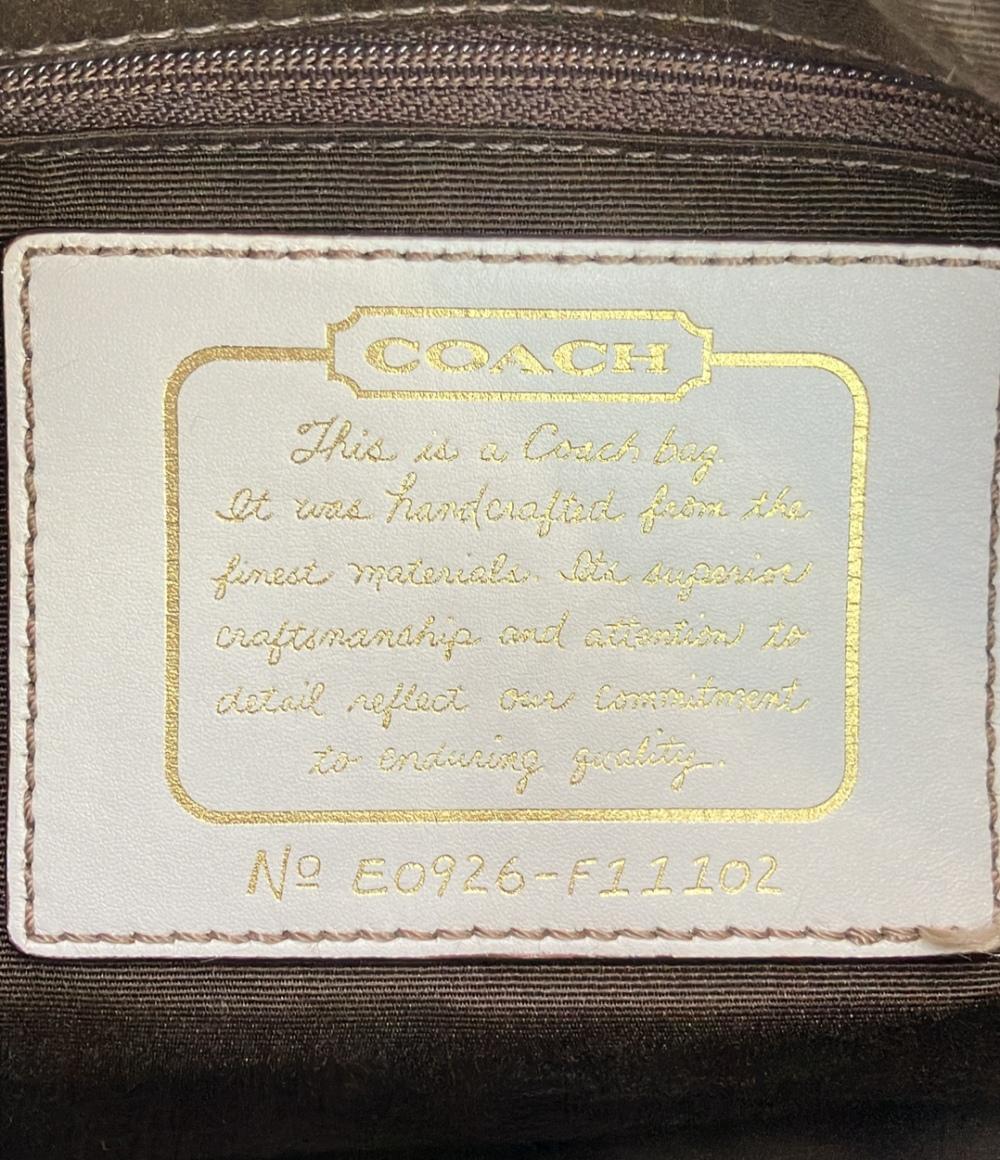 COACH
This is a Coach bag.
It was handcrafted from the
finest materials. Its superior
craftsmanship and attention to
detail reflect our commitment
to enduring quality.
Nº E0926-F11102